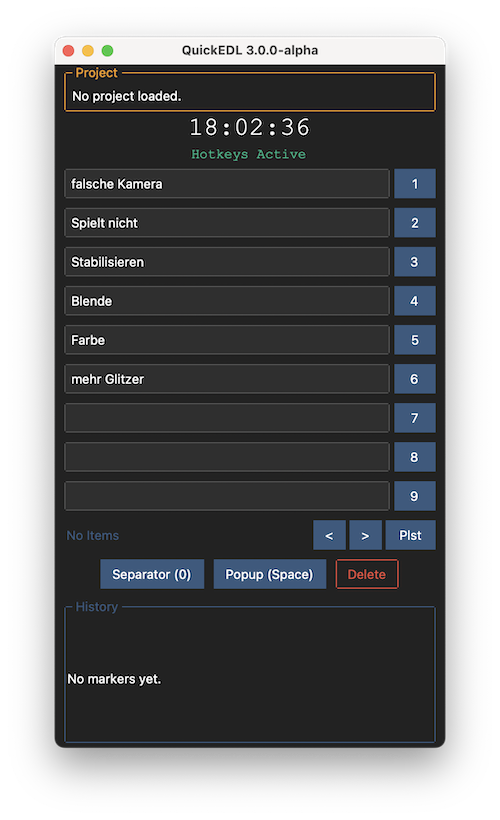 QuickEDL 3.0.0-alpha
Project
No project loaded.
18:02:36
Hotkeys Active
falsche Kamera 1
Spielt nicht 2
Stabilisieren 3
Blende 4
Farbe 5
mehr Glitzer 6
7
8
9
No Items < > Plst
Separator (0) Popup (Space) Delete
History
No markers yet.